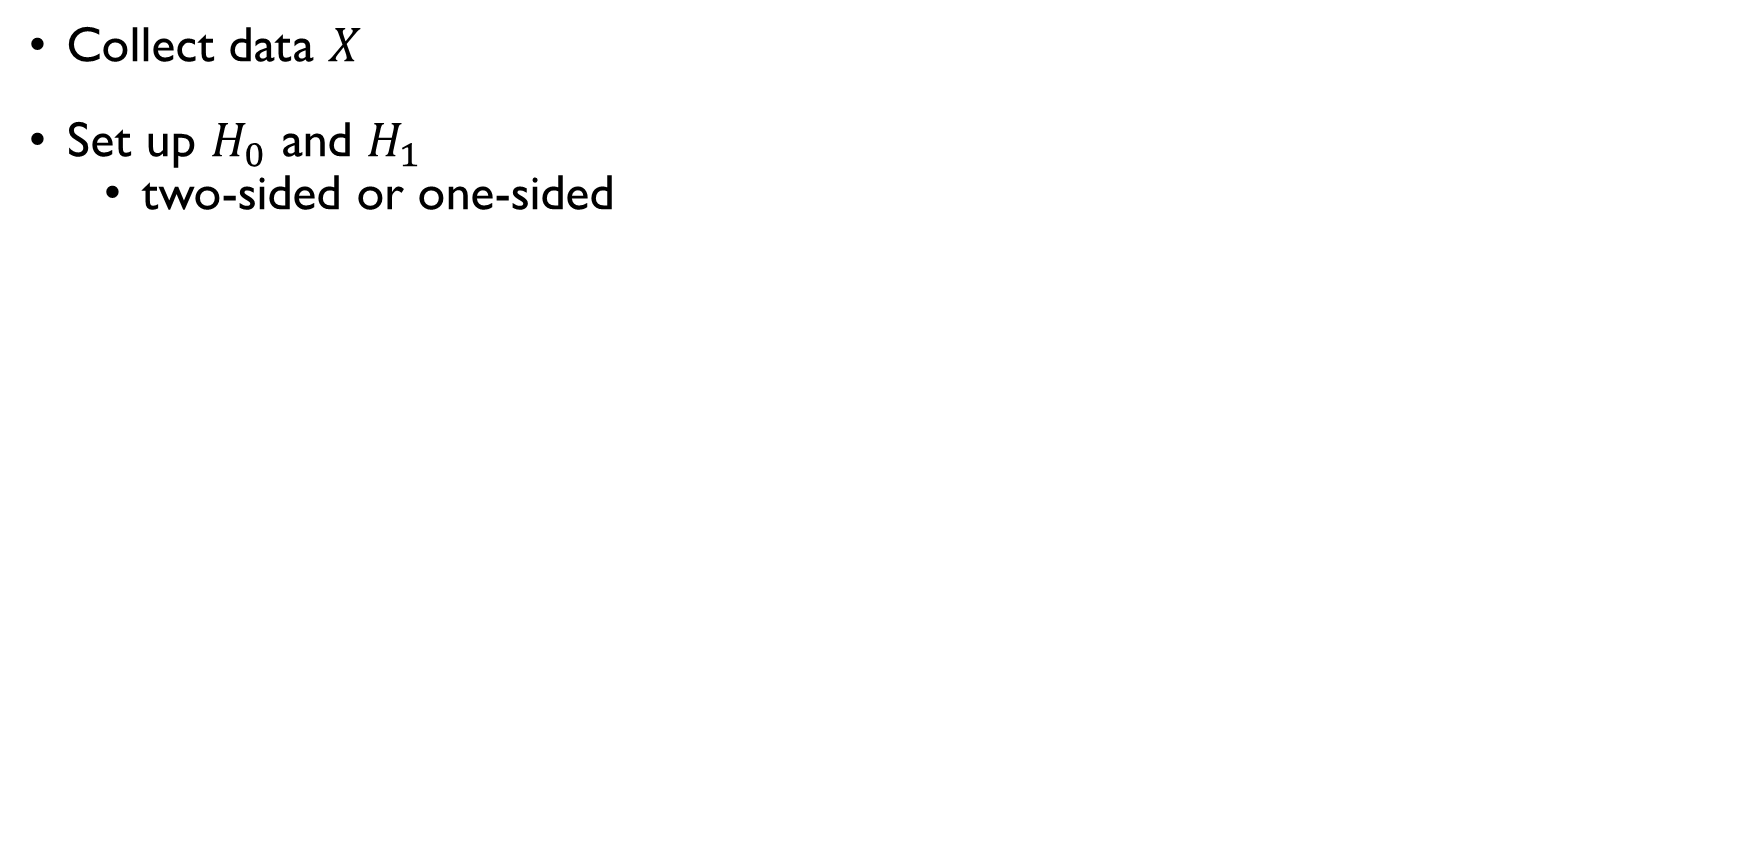 • Collect data X
• Set up H₀ and H₁
• two-sided or one-sided